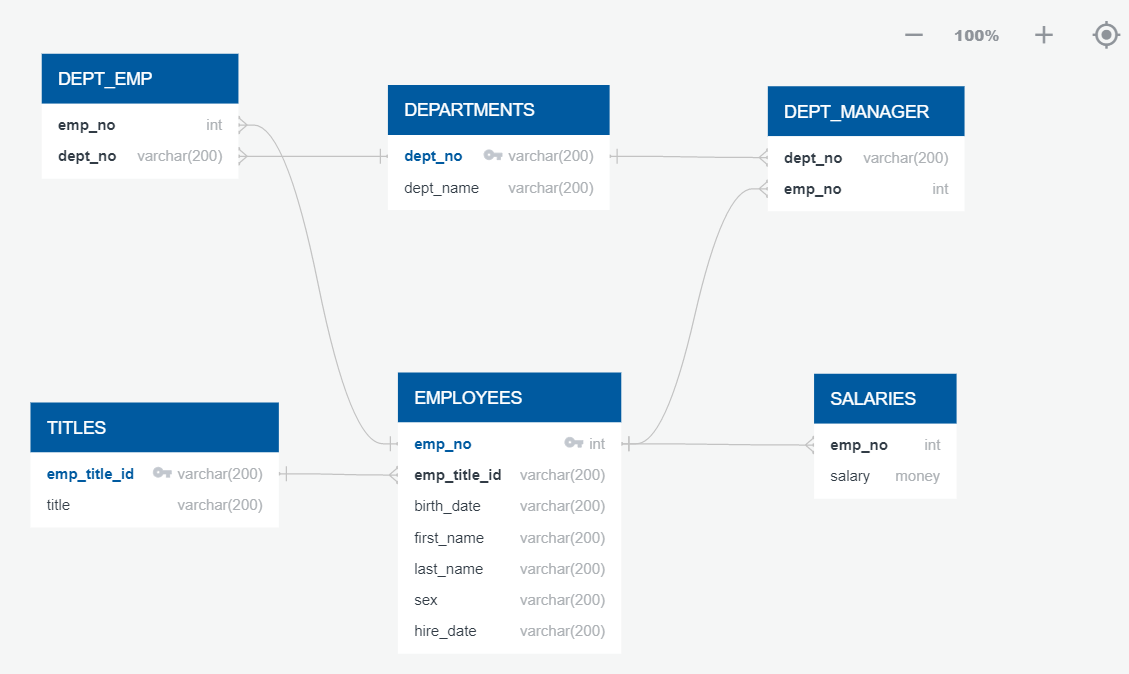 100%
DEPT_EMP
emp_no int
dept_no varchar(200)
DEPARTMENTS
dept_no varchar(200)
dept_name varchar(200)
DEPT_MANAGER
dept_no varchar(200)
emp_no int
TITLES
emp_title_id varchar(200)
title varchar(200)
EMPLOYEES
emp_no int
emp_title_id varchar(200)
birth_date varchar(200)
first_name varchar(200)
last_name varchar(200)
sex varchar(200)
hire_date varchar(200)
SALARIES
emp_no int
salary money